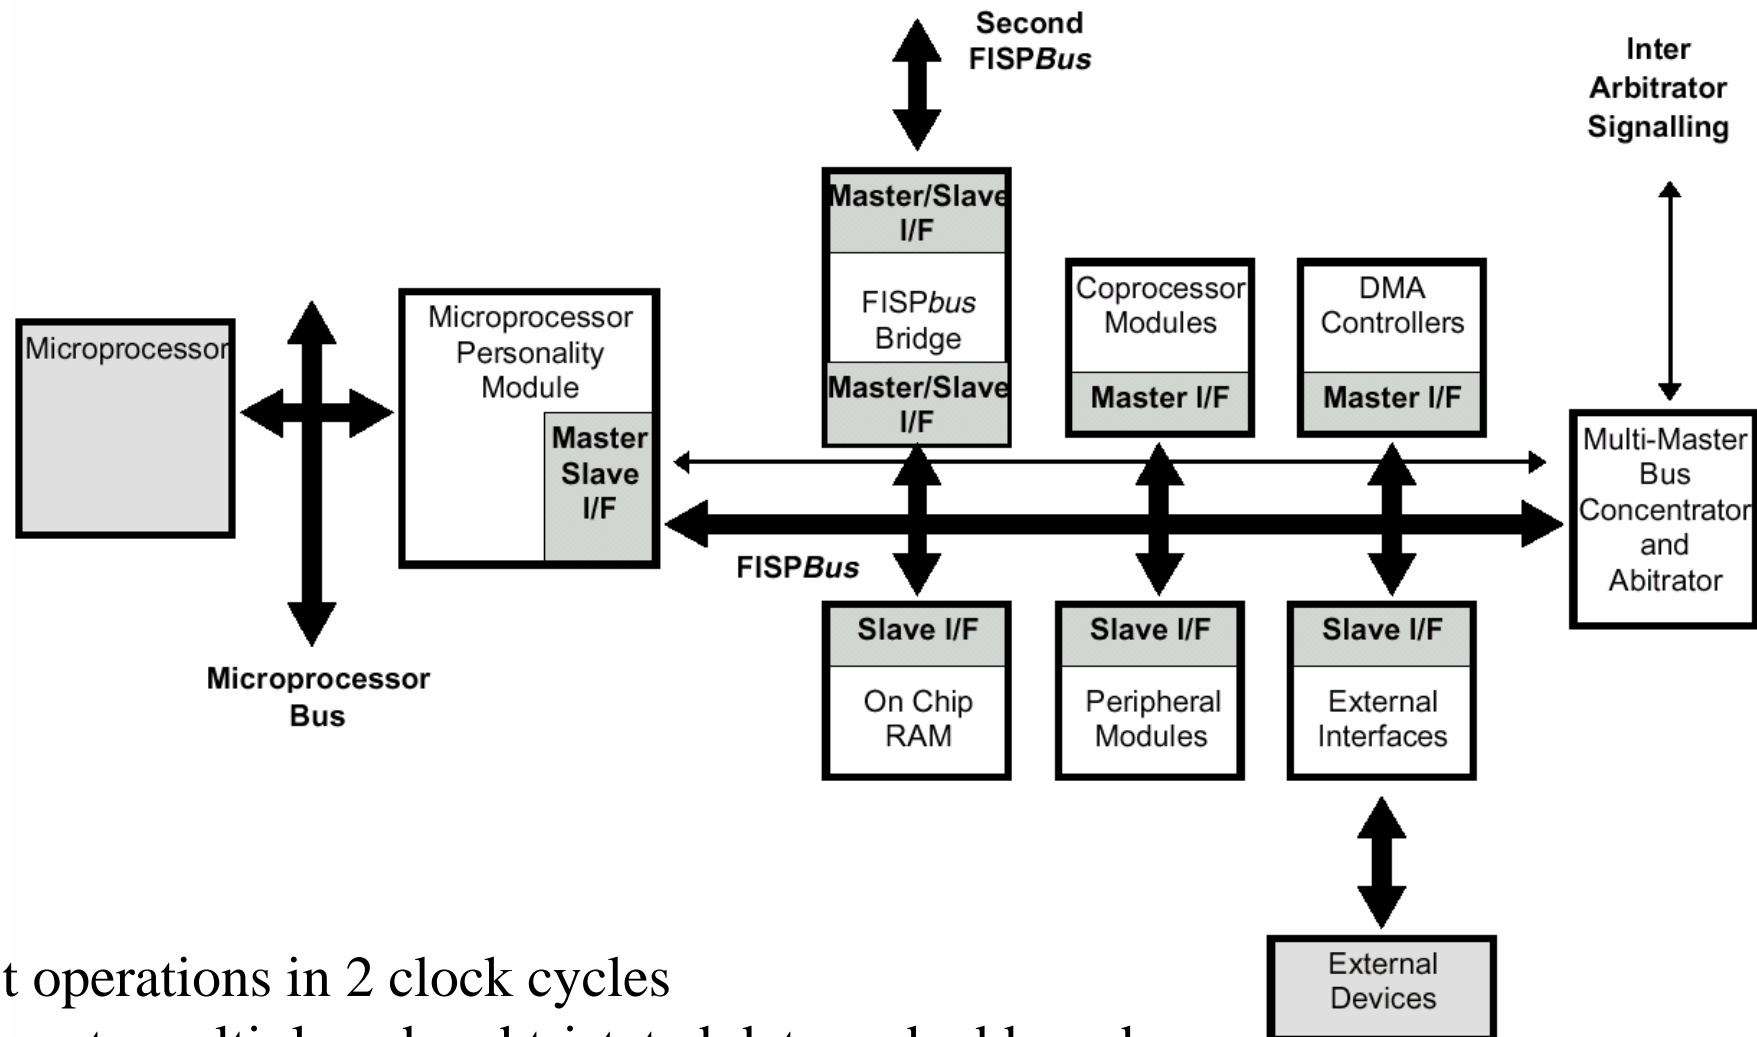 Second
FISPBus
Inter
Arbitrator
Signalling
Master/Slave
I/F
FISPbus
Bridge
Master/Slave
I/F
Coprocessor
Modules
Master I/F
DMA
Controllers
Master I/F
Microprocessor
Microprocessor
Personality
Module
Master
Slave
I/F
Multi-Master
Bus
Concentrator
and
Abitrator
FISPBus
Microprocessor
Bus
Slave I/F
On Chip
RAM
Slave I/F
Peripheral
Modules
Slave I/F
External
Interfaces
External
Devices
t operations in 2 clock cycles